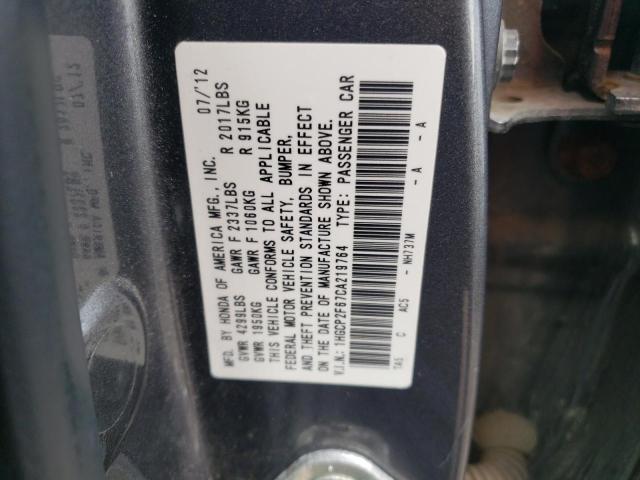 MFD. BY HONDA OF AMERICA MFG., INC. 07/'12
GVWR 4299LBS GAWR F 2337LBS R 2017LBS
GVWR 1950KG GAWR F 1060KG R 915KG
THIS VEHICLE CONFORMS TO ALL APPLICABLE
FEDERAL MOTOR VEHICLE SAFETY, BUMPER,
AND THEFT PREVENTION STANDARDS IN EFFECT
ON THE DATE OF MANUFACTURE SHOWN ABOVE.
V.I.N.: 1HGCP2F67CA219764 TYPE: PASSENGER CAR
TA5 AC5 - NH737M - A - A
C